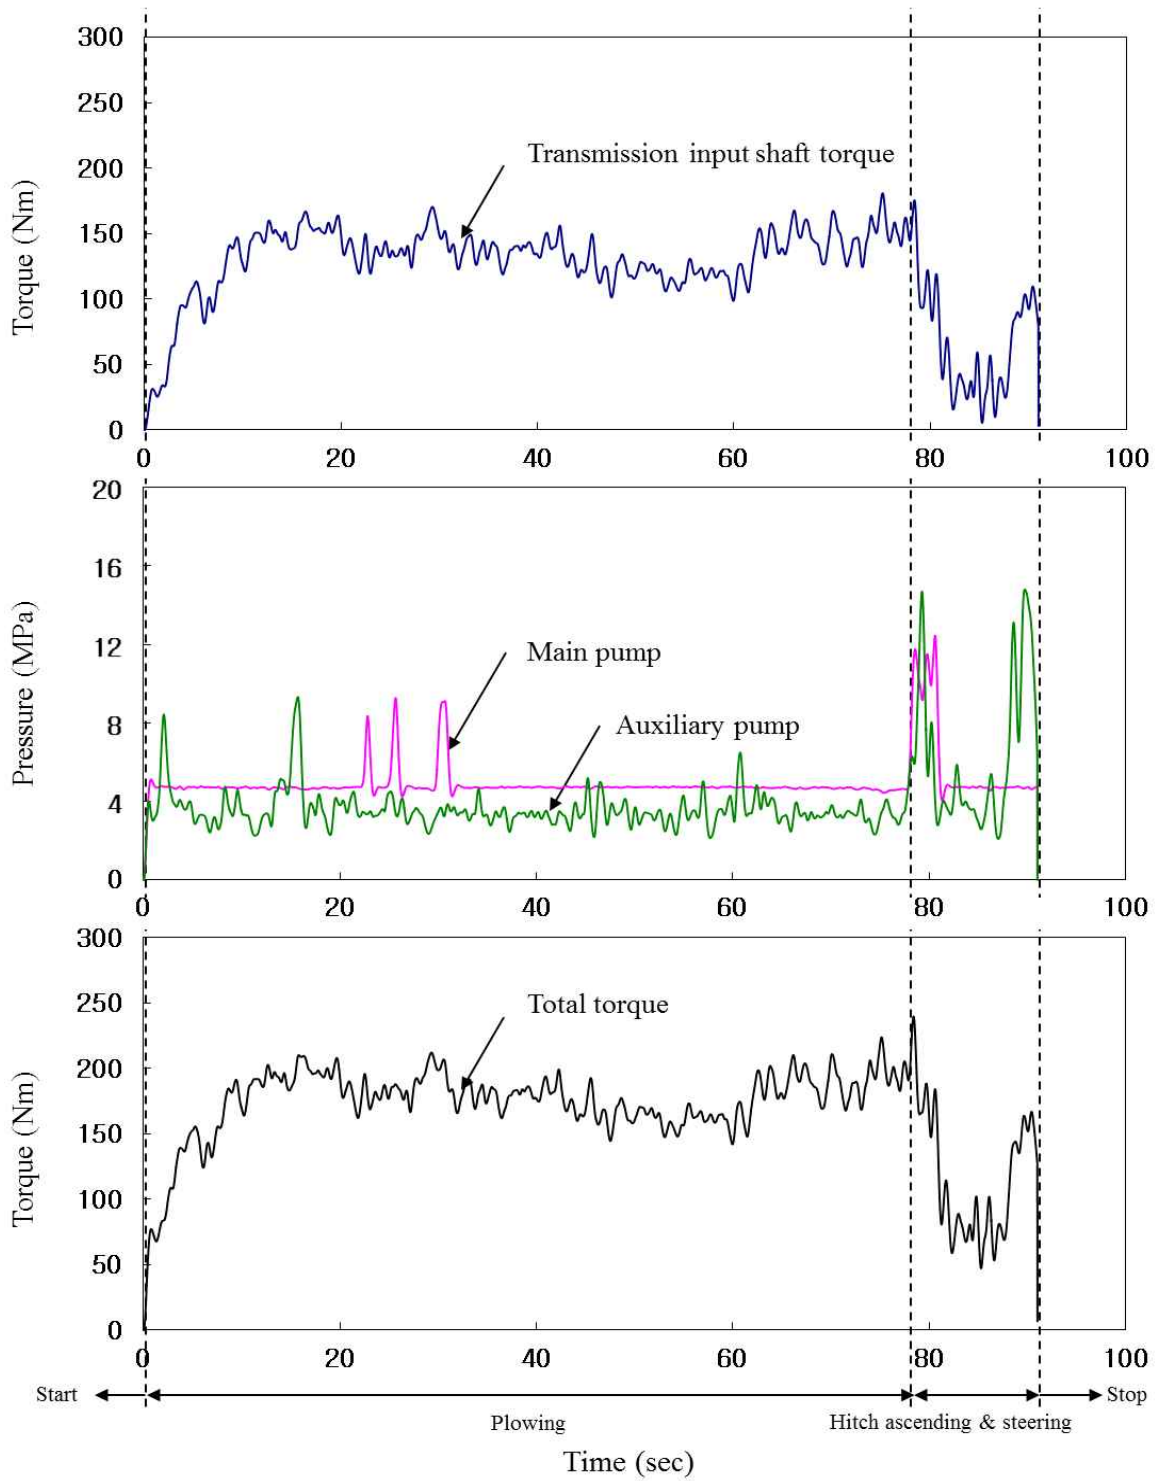 300
250
200
150
100
50
0
Torque (Nm)
Transmission input shaft torque
0 20 40 60 80 100
20
16
12
8
4
0
Pressure (MPa)
Main pump
Auxiliary pump
0 20 40 60 80 100
300
250
200
150
100
50
0
Torque (Nm)
Total torque
0 20 40 60 80 100
Start Stop
Plowing Hitch ascending & steering
Time (sec)